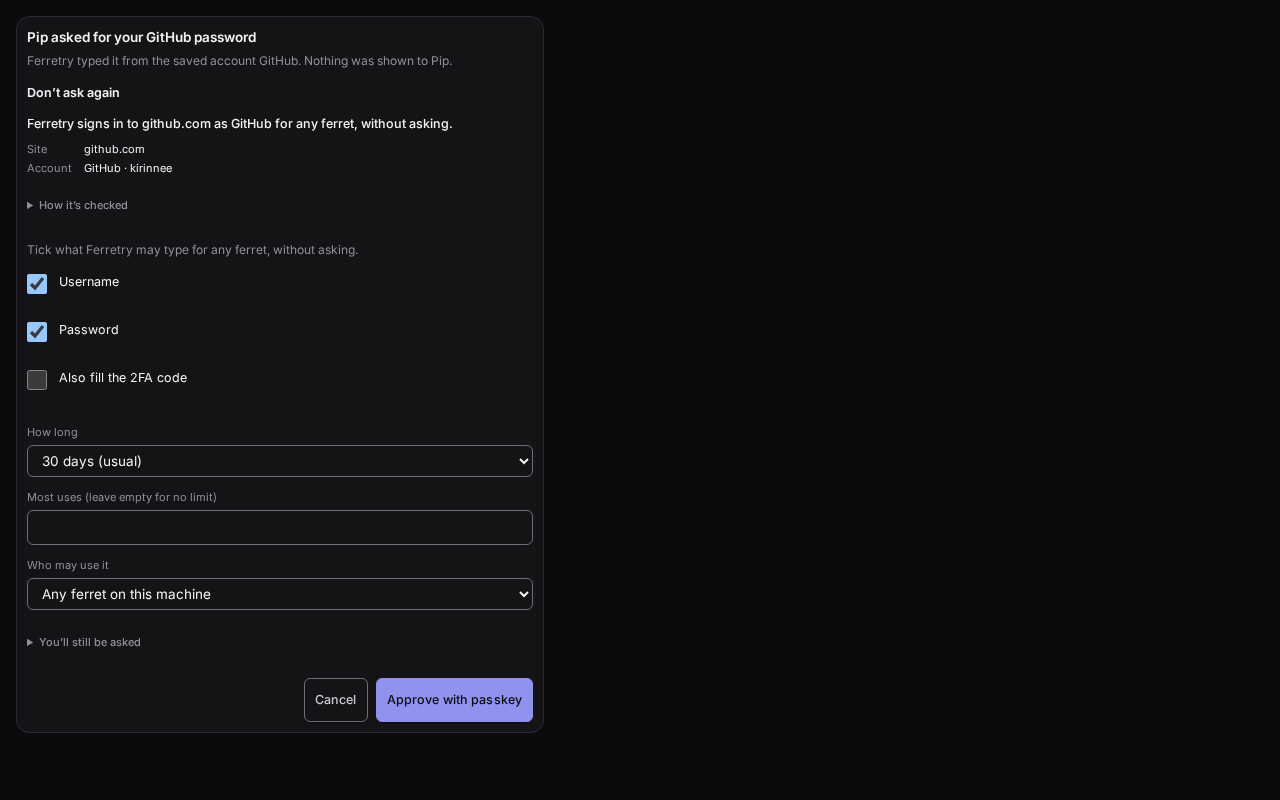 Pip asked for your GitHub password
Ferretry typed it from the saved account GitHub. Nothing was shown to Pip.
Don’t ask again
Ferretry signs in to github.com as GitHub for any ferret, without asking.
Site github.com
Account GitHub · kirinnee
How it’s checked
Tick what Ferretry may type for any ferret, without asking.
Username
Password
Also fill the 2FA code
How long
30 days (usual)
Most uses (leave empty for no limit)
Who may use it
Any ferret on this machine
You’ll still be asked
Cancel Approve with passkey